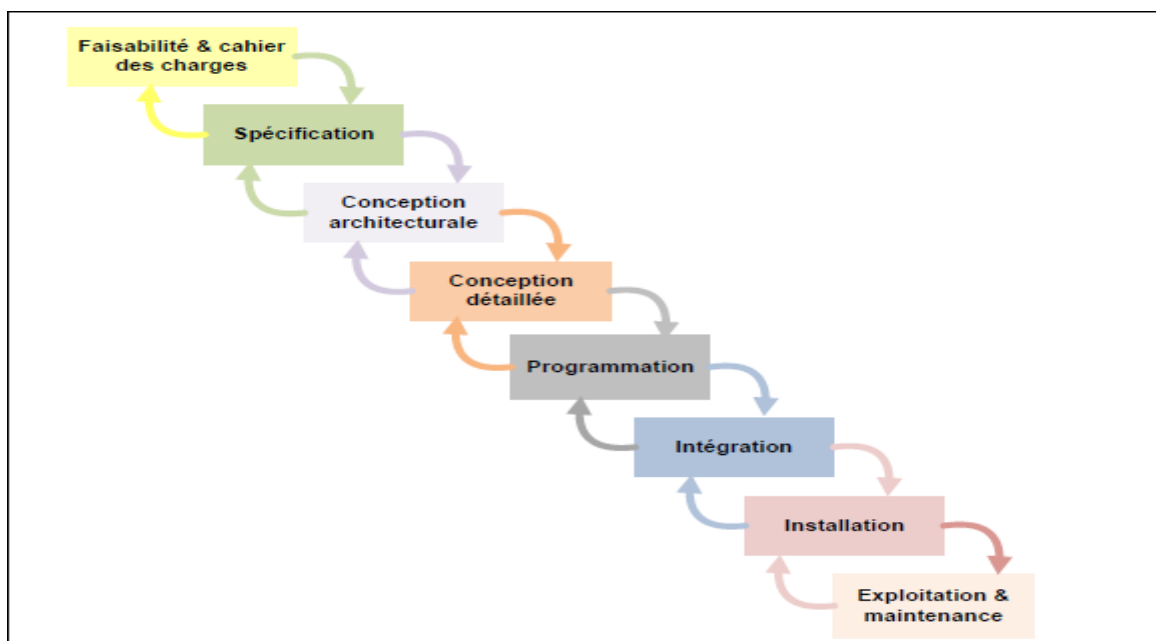 Faisabilité & cahier
des charges
Spécification
Conception
architecturale
Conception
détaillée
Programmation
Intégration
Installation
Exploitation &
maintenance